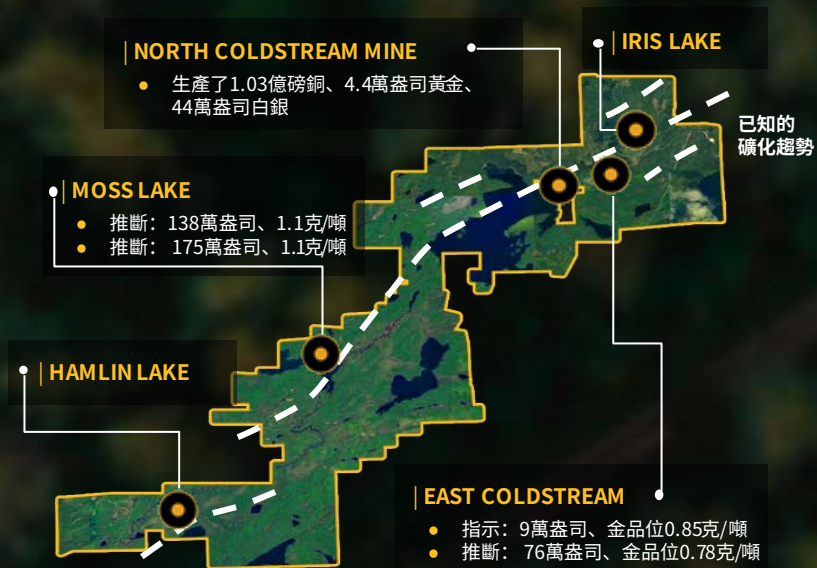 | NORTH COLDSTREAM MINE
● 生產了1.03億磅銅、4.4萬盎司黃金、
44萬盎司白銀
| IRIS LAKE
已知的
礦化趨勢
| MOSS LAKE
● 推斷：138萬盎司、1.1克/噸
● 推斷： 175萬盎司、1.1克/噸
| HAMLIN LAKE
| EAST COLDSTREAM
● 指示：9萬盎司、金品位0.85克/噸
● 推斷： 76萬盎司、金品位0.78克/噸